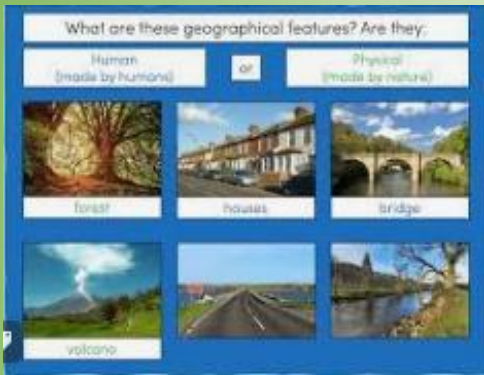 What are these geographical features? Are they:
Human
(made by humans)
or
Physical
(made by nature)
forest
houses
bridge
volcano